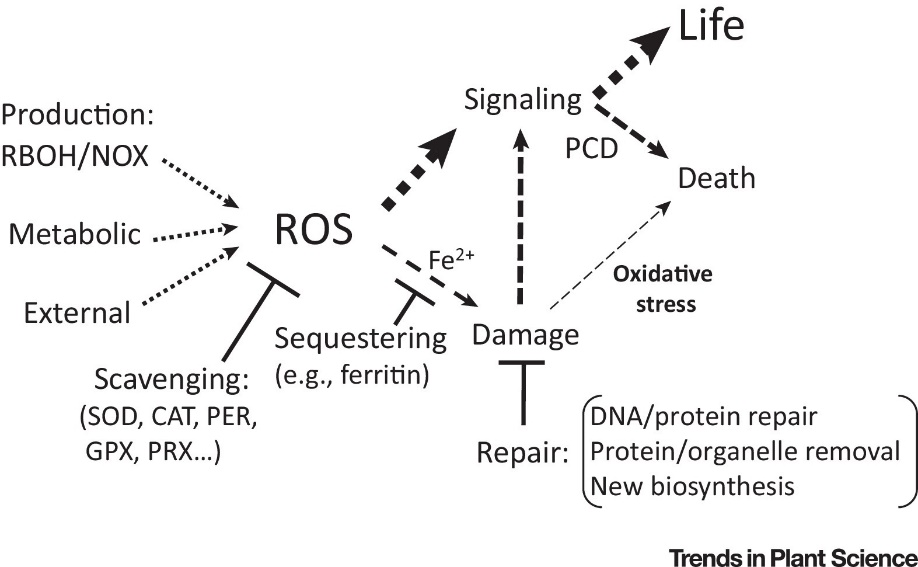 Life
Signaling
PCD
Death
Production:
RBOH/NOX
Metabolic
External
ROS
Fe2+
Oxidative
stress
Damage
Sequestering
(e.g., ferritin)
Scavenging:
(SOD, CAT, PER,
GPX, PRX...)
Repair:
DNA/protein repair
Protein/organelle removal
New biosynthesis
Trends in Plant Science